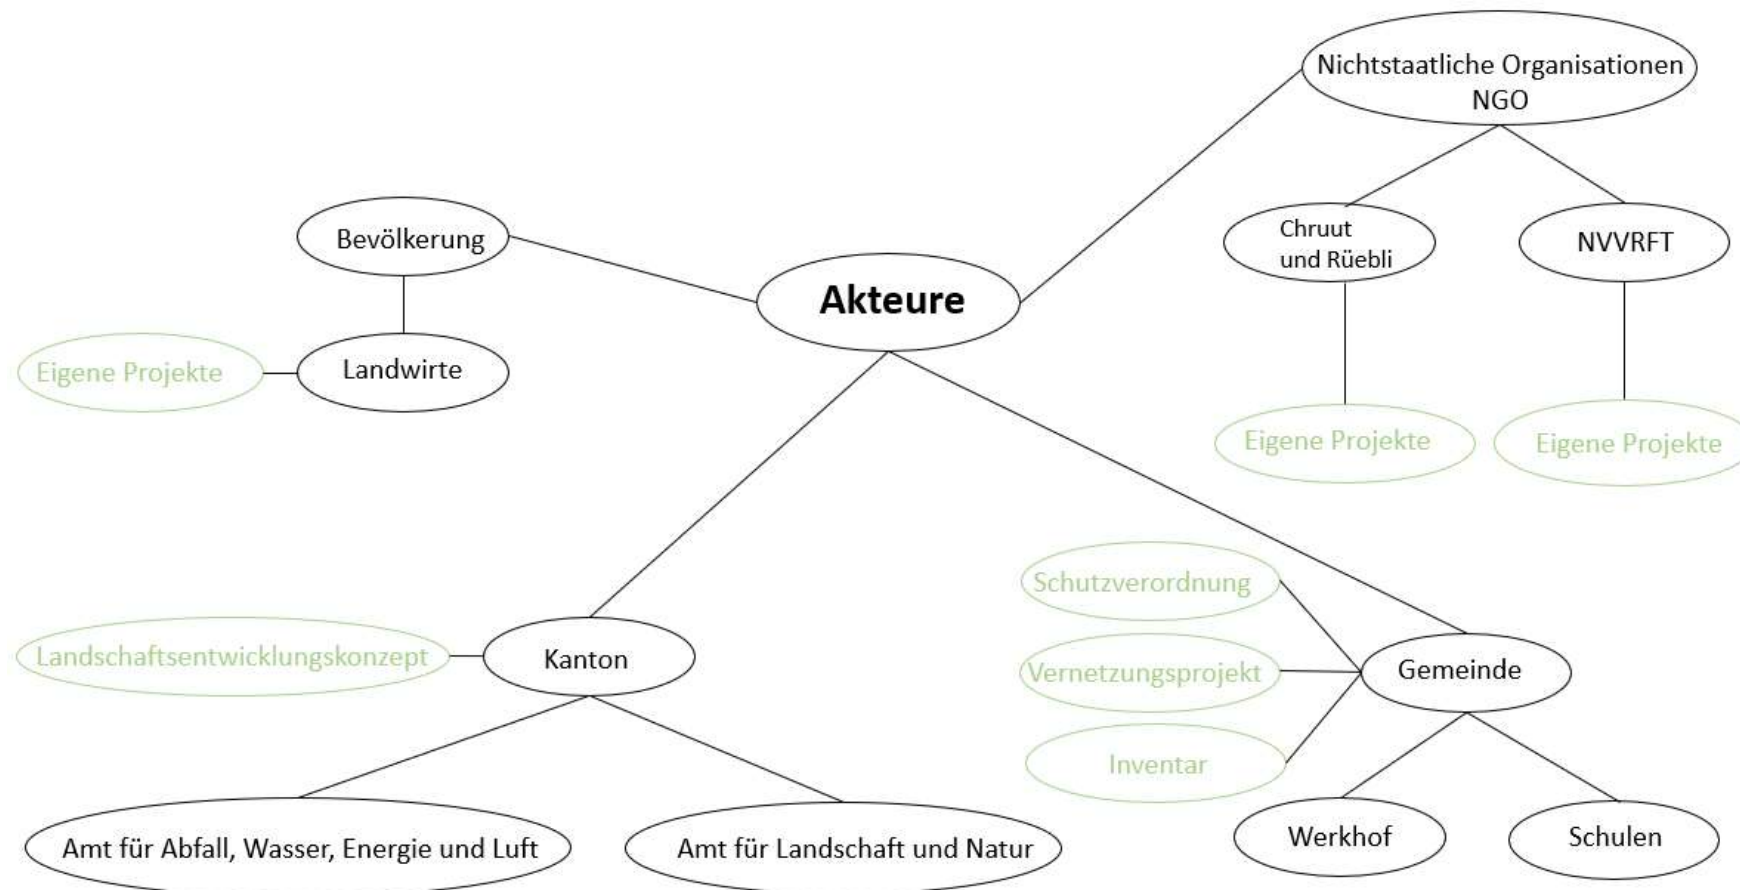 Nichtstaatliche Organisationen
NGO
Chruut
und Rüebli
NVVRFT
Bevölkerung
Akteure
Eigene Projekte
Landwirte
Eigene Projekte
Eigene Projekte
Schutzverordnung
Landschaftsentwicklungskonzept
Kanton
Vernetzungsprojekt
Gemeinde
Inventar
Amt für Abfall, Wasser, Energie und Luft
Amt für Landschaft und Natur
Werkhof
Schulen